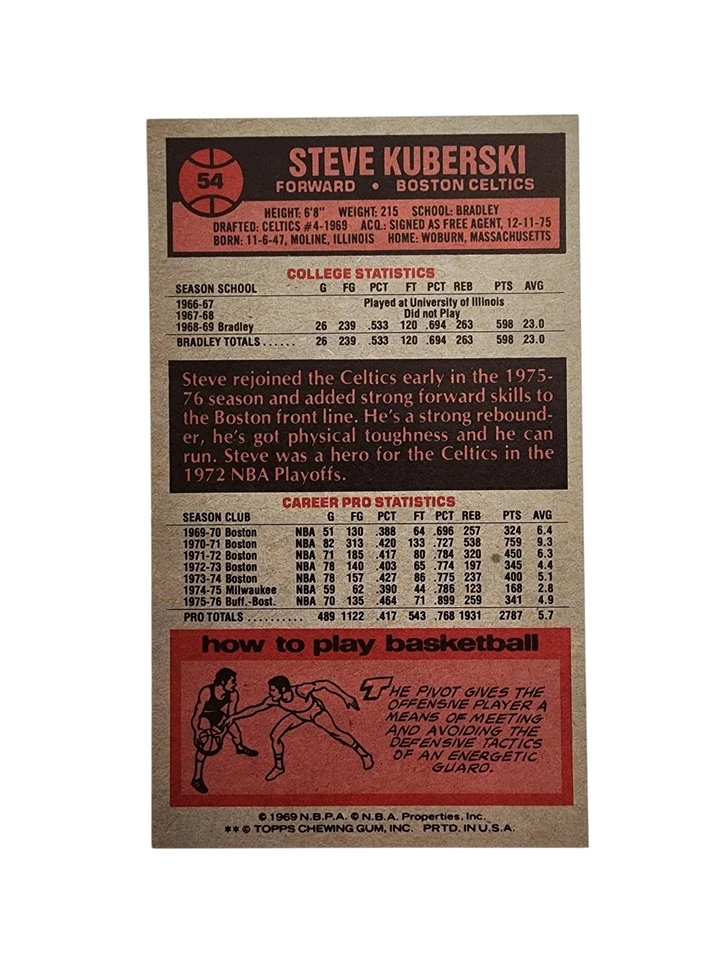 54
STEVE KUBERSKI
FORWARD • BOSTON CELTICS
HEIGHT: 6'8" WEIGHT: 215 SCHOOL: BRADLEY
DRAFTED: CELTICS #4-1969 ACQ.: SIGNED AS FREE AGENT, 12-11-75
BORN: 11-6-47, MOLINE, ILLINOIS HOME: WOBURN, MASSACHUSETTS
COLLEGE STATISTICS
SEASON SCHOOL G FG PCT FT PCT REB PTS AVG
1966-67 Played at University of Illinois
1967-68 Did not Play
1968-69 Bradley 26 239 .533 120 .694 263 598 23.0
BRADLEY TOTALS...... 26 239 .533 120 .694 263 598 23.0
Steve rejoined the Celtics early in the 1975-
76 season and added strong forward skills to
the Boston front line. He's a strong rebound-
er, he's got physical toughness and he can
run. Steve was a hero for the Celtics in the
1972 NBA Playoffs.
CAREER PRO STATISTICS
SEASON CLUB G FG PCT FT PCT REB PTS AVG
1969-70 Boston NBA 51 130 .388 64 .696 257 324 6.4
1970-71 Boston NBA 82 313 .420 133 .727 538 759 9.3
1971-72 Boston NBA 71 185 .417 80 .784 320 450 6.3
1972-73 Boston NBA 78 140 .403 65 .774 197 345 4.4
1973-74 Boston NBA 78 157 .427 86 .775 237 400 5.1
1974-75 Milwaukee NBA 59 62 .390 44 .786 123 168 2.8
1975-76 Buff.-Bost. NBA 70 135 .464 71 .899 259 341 4.9
PRO TOTALS.......... 489 1122 .417 543 .768 1931 2787 5.7
how to play basketball
THE PIVOT GIVES THE
OFFENSIVE PLAYER A
MEANS OF MEETING
AND AVOIDING THE
DEFENSIVE TACTICS
OF AN ENERGETIC
GUARD.
© 1969 N.B.P.A. © N.B.A. Properties, Inc.
** © TOPPS CHEWING GUM, INC. PRTD. IN U.S.A.